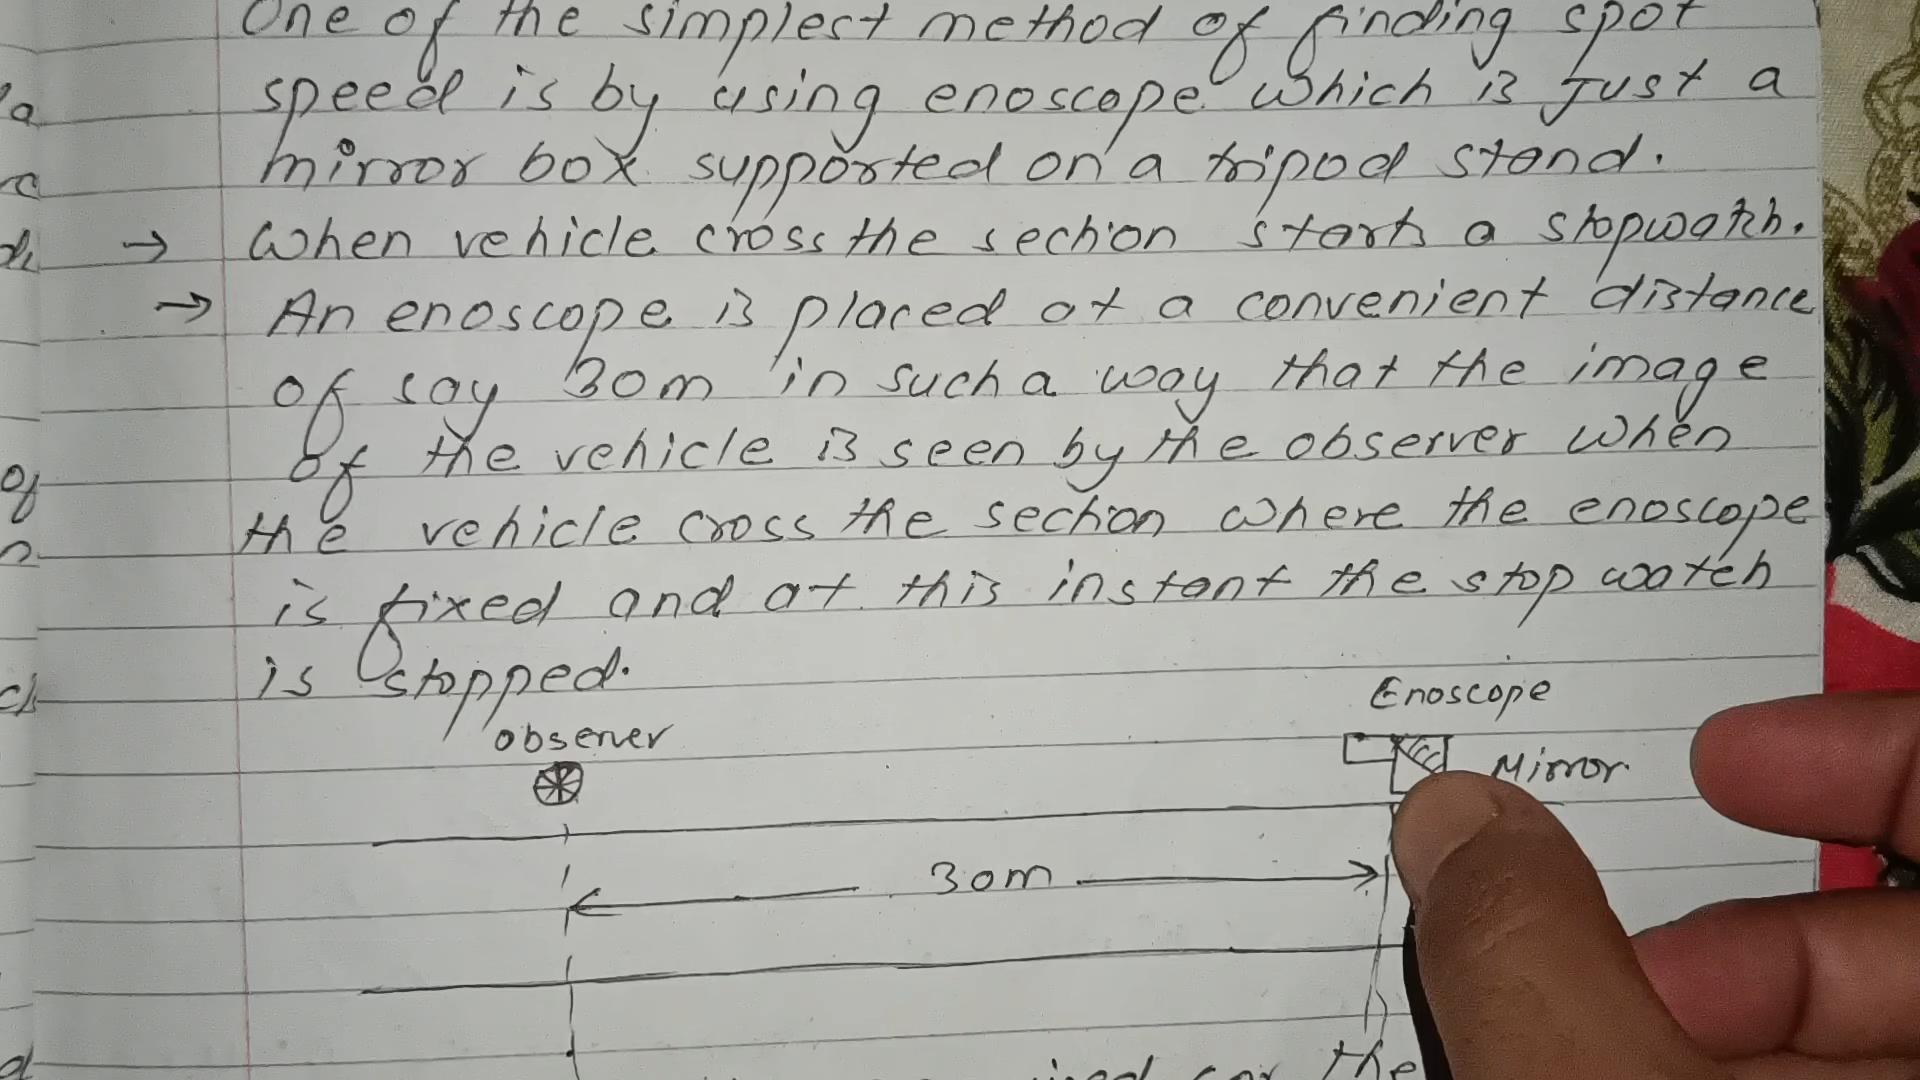 One of the simplest method of finding spot
speed is by using enoscope which is just a
mirror box supported on a tripod stand.
→ When vehicle cross the section starts a stopwatch.
→ An enoscope is placed at a convenient distance
of say 30m in such a way that the image
of the vehicle is seen by the observer when
the vehicle cross the section where the enoscope
is fixed and at this instant the stop watch
is stopped.
Enoscope
observer
Mirror
30m
the